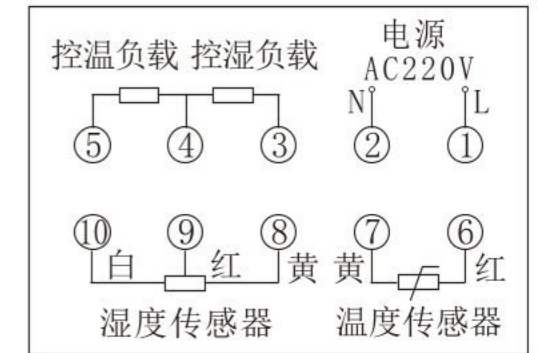 控温负载 控湿负载 电源
AC220V
N L
⑤ ④ ③ ② ①
⑩ ⑨ ⑧ ⑦ ⑥
白 红 黄 黄 红
湿度传感器 温度传感器